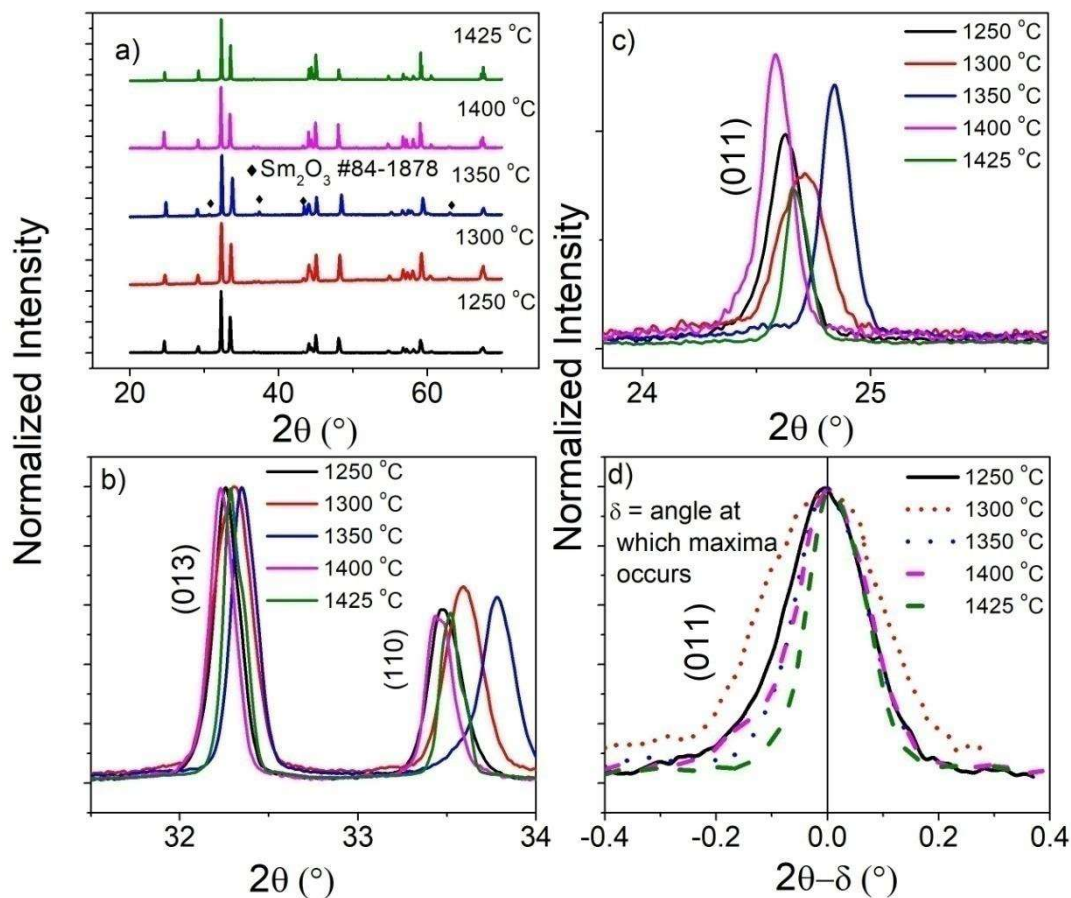 Normalized Intensity
a)
1425 °C
1400 °C
♦Sm₂O₃ #84-1878
1350 °C
1300 °C
1250 °C
20 40 60
2θ (°)
c)
(011)
1250 °C
1300 °C
1350 °C
1400 °C
1425 °C
24 25
2θ (°)
Normalized Intensity
b)
(013)
(110)
1250 °C
1300 °C
1350 °C
1400 °C
1425 °C
32 33 34
2θ (°)
d)
δ = angle at
which maxima
occurs
(011)
1250 °C
1300 °C
1350 °C
1400 °C
1425 °C
-0.4 -0.2 0.0 0.2 0.4
2θ–δ (°)